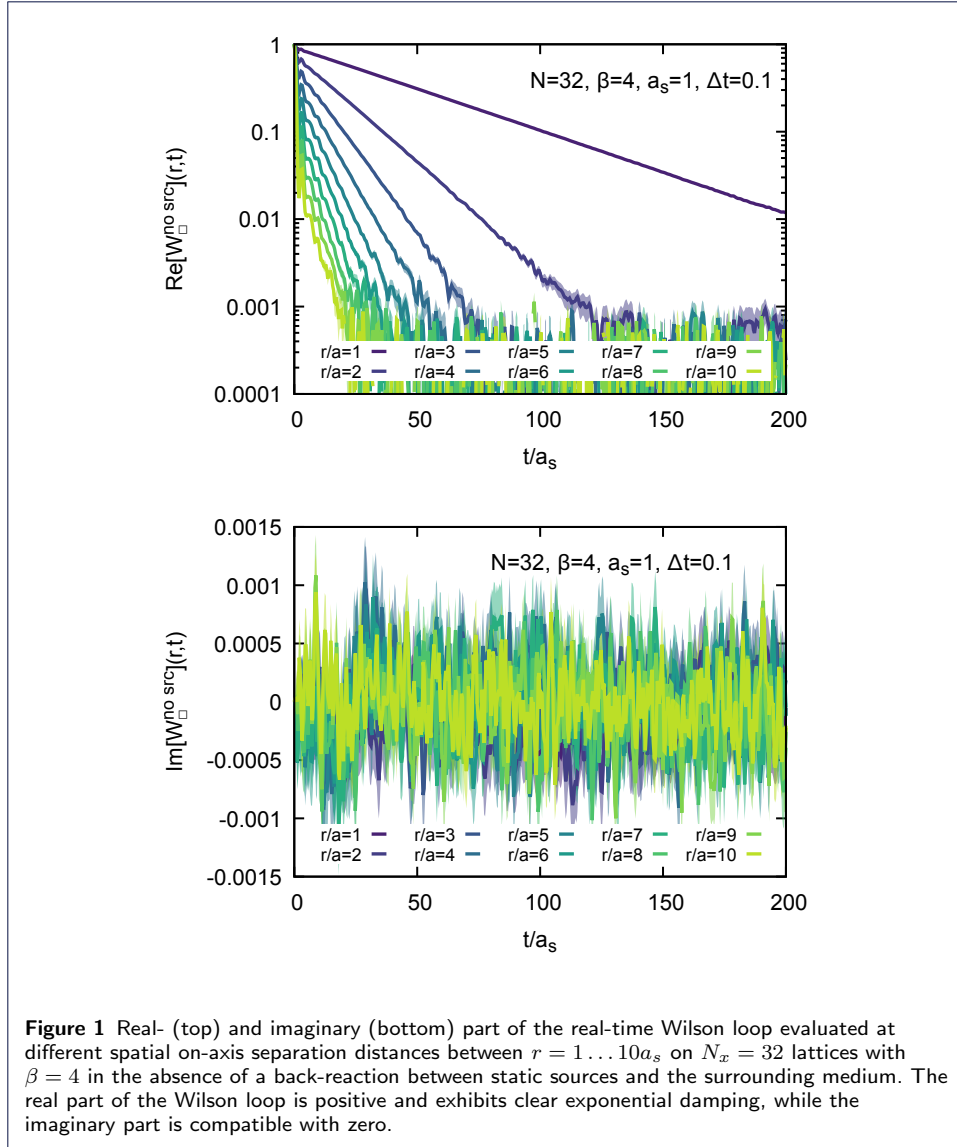 1
0.1
0.01
0.001
0.0001
Re[W□^no src](r,t)
N=32, β=4, a_s=1, Δt=0.1
r/a=1 r/a=3 r/a=5 r/a=7 r/a=9
r/a=2 r/a=4 r/a=6 r/a=8 r/a=10
0 50 100 150 200
t/a_s
0.0015
0.001
0.0005
0
-0.0005
-0.001
-0.0015
Im[W□^no src](r,t)
N=32, β=4, a_s=1, Δt=0.1
r/a=1 r/a=3 r/a=5 r/a=7 r/a=9
r/a=2 r/a=4 r/a=6 r/a=8 r/a=10
0 50 100 150 200
t/a_s
Figure 1 Real- (top) and imaginary (bottom) part of the real-time Wilson loop evaluated at
different spatial on-axis separation distances between r = 1 . . . 10a_s on N_x = 32 lattices with
β = 4 in the absence of a back-reaction between static sources and the surrounding medium. The
real part of the Wilson loop is positive and exhibits clear exponential damping, while the
imaginary part is compatible with zero.